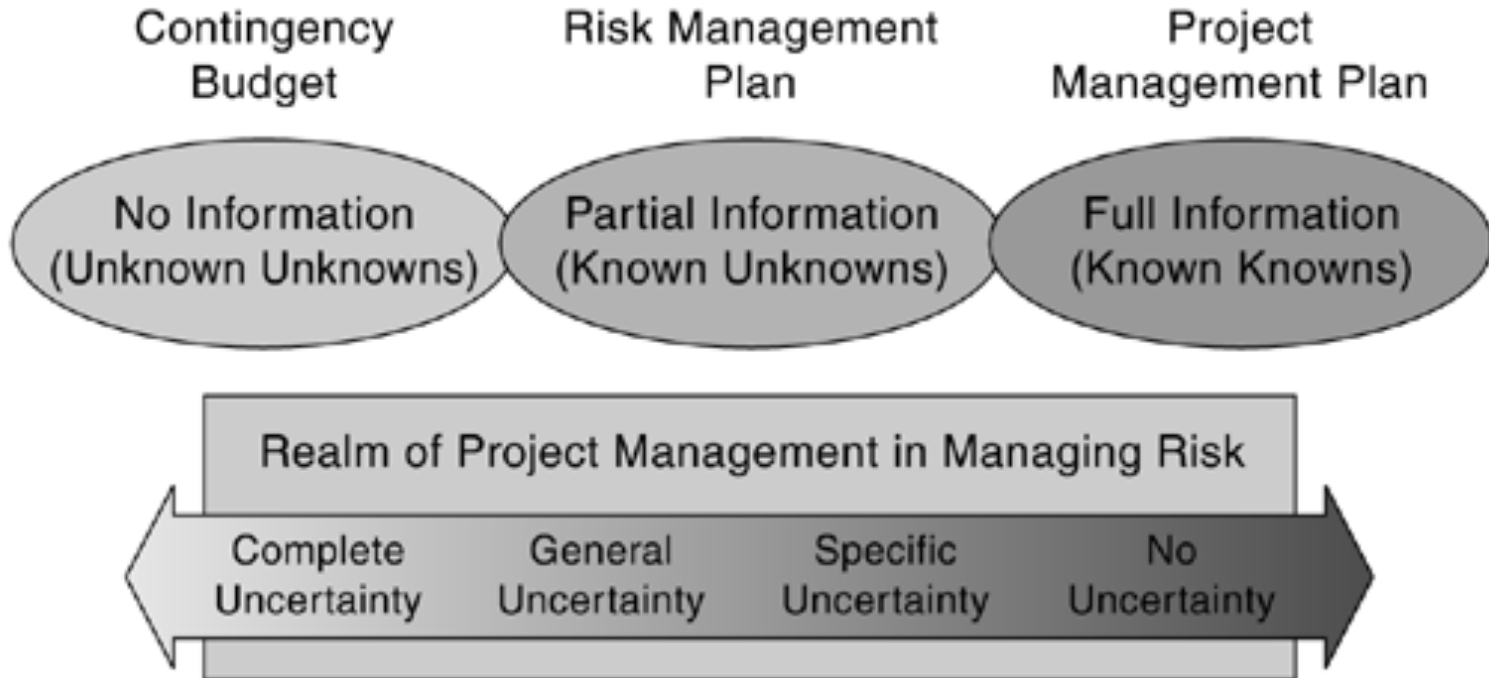 Contingency
Budget
Risk Management
Plan
Project
Management Plan
No Information
(Unknown Unknowns)
Partial Information
(Known Unknowns)
Full Information
(Known Knowns)
Realm of Project Management in Managing Risk
Complete
Uncertainty
General
Uncertainty
Specific
Uncertainty
No
Uncertainty